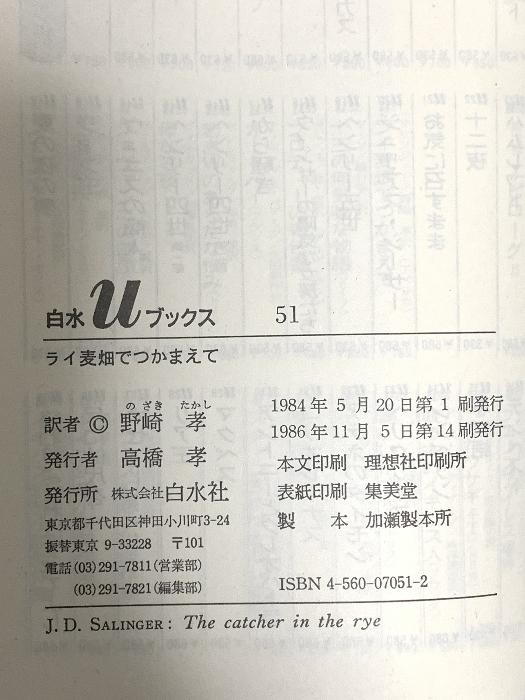 白水uブックス 51
ライ麦畑でつかまえて
の ざき たかし
訳者 © 野崎 孝
発行者 高橋 孝
発行所 株式会社白水社
東京都千代田区神田小川町3-24
振替東京 9-33228 〒101
電話(03)291-7811(営業部)
(03)291-7821(編集部)
1984年 5 月 20 日第 1 刷発行
1986年 11 月 5 日第14刷発行
本文印刷 理想社印刷所
表紙印刷 集美堂
製 本 加瀬製本所
ISBN 4-560-07051-2
J. D. SALINGER: The catcher in the rye